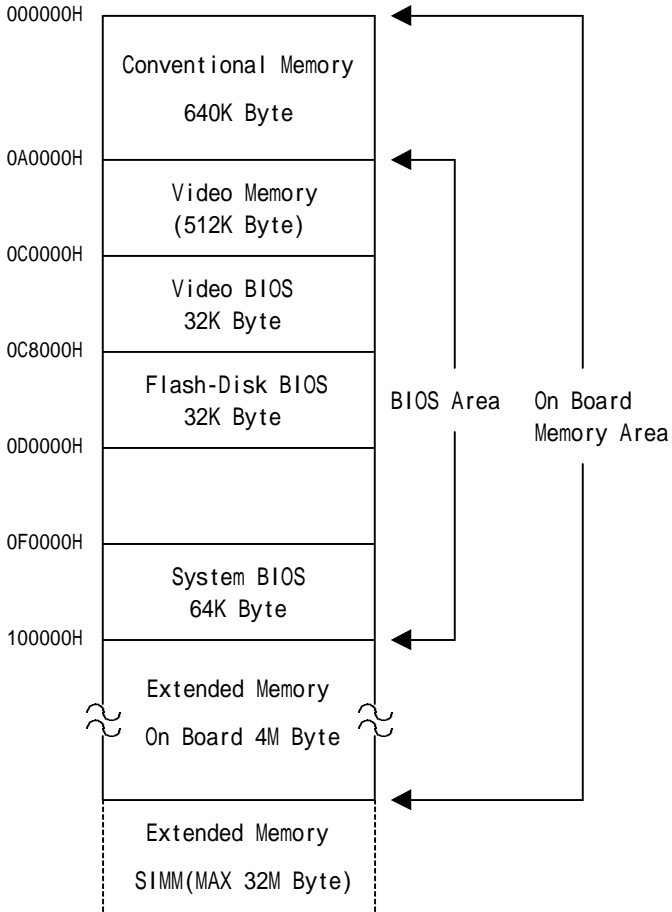 000000H
Conventional Memory
640K Byte
0A0000H
Video Memory
(512K Byte)
0C0000H
Video BIOS
32K Byte
0C8000H
Flash-Disk BIOS
32K Byte
BIOS Area
On Board
Memory Area
0D0000H
0F0000H
System BIOS
64K Byte
100000H
Extended Memory
On Board 4M Byte
Extended Memory
SIMM(MAX 32M Byte)